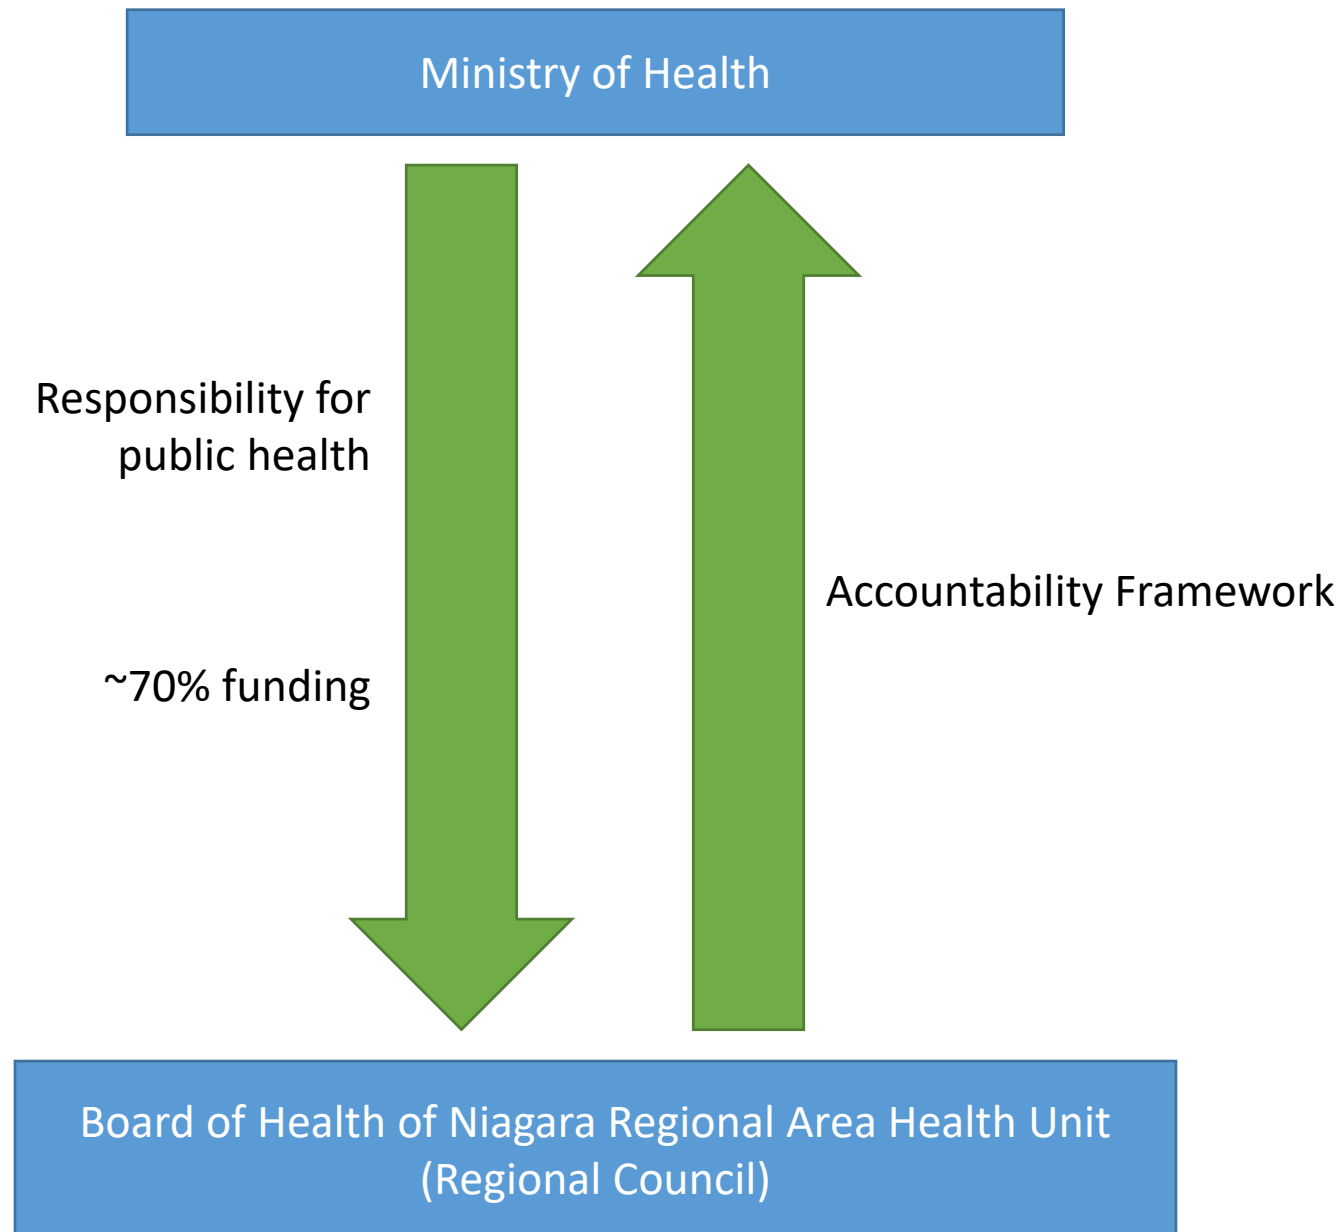 Ministry of Health
Responsibility for
public health
~70% funding
Accountability Framework
Board of Health of Niagara Regional Area Health Unit
(Regional Council)